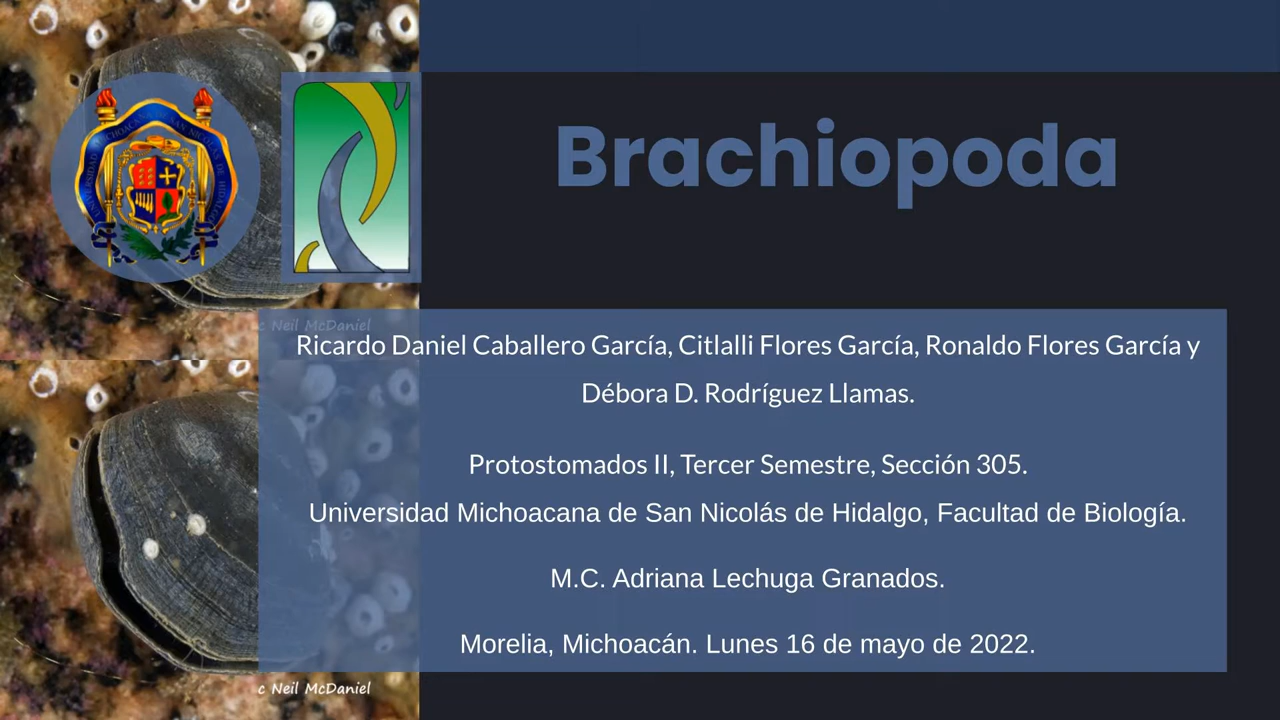 Brachiopoda
c Neil McDaniel
Ricardo Daniel Caballero García, Citlalli Flores García, Ronaldo Flores García y
Débora D. Rodríguez Llamas.
Protostomados II, Tercer Semestre, Sección 305.
Universidad Michoacana de San Nicolás de Hidalgo, Facultad de Biología.
M.C. Adriana Lechuga Granados.
Morelia, Michoacán. Lunes 16 de mayo de 2022.
c Neil McDaniel